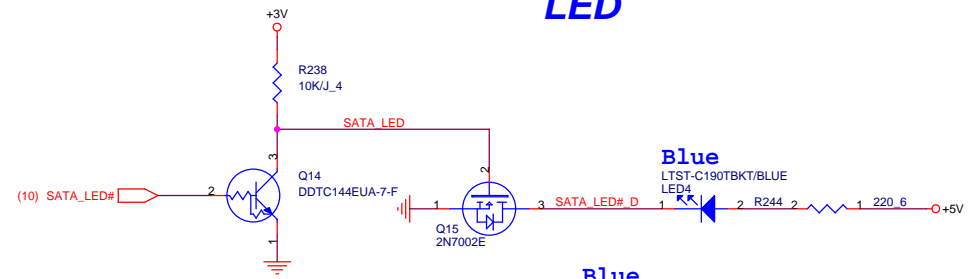 LED
+3V
R238
10K/J_4
SATA_LED
3
Q14
DDTC144EUA-7-F
(10) SATA_LED#
2
1
2
1
3
Q15
2N7002E
SATA_LED#_D
Blue
LTST-C190TBKT/BLUE
LED4
1
2
R244
2
1
220_6
+5V
Blue